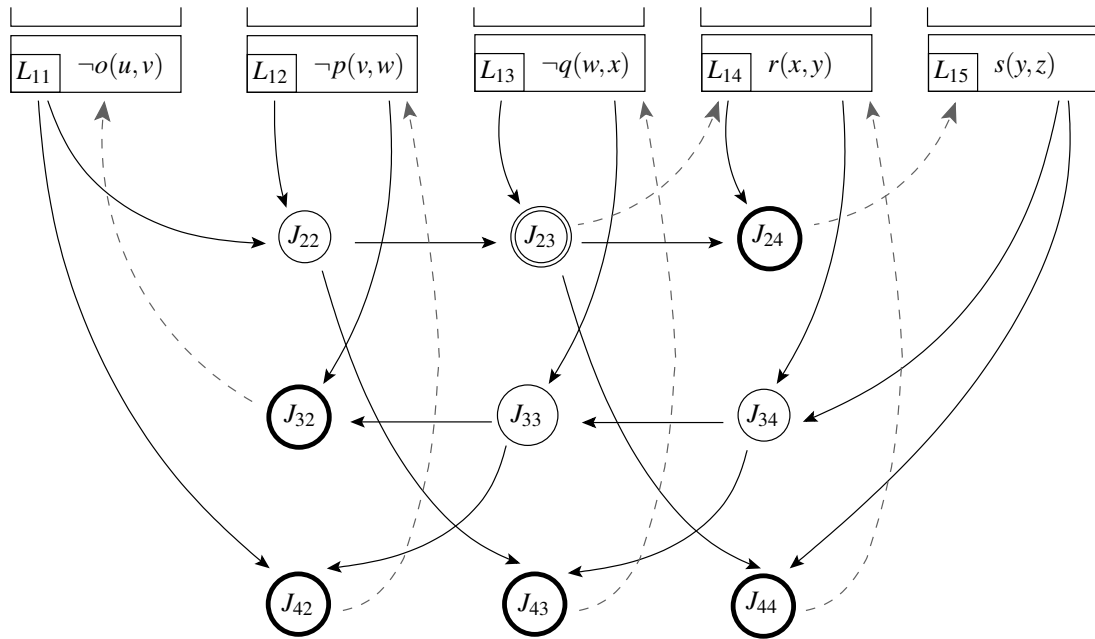 L₁₁ ¬o(u,v) L₁₂ ¬p(v,w) L₁₃ ¬q(w,x) L₁₄ r(x,y) L₁₅ s(y,z)
J₂₂ J₂₃ J₂₄
J₃₂ J₃₃ J₃₄
J₄₂ J₄₃ J₄₄